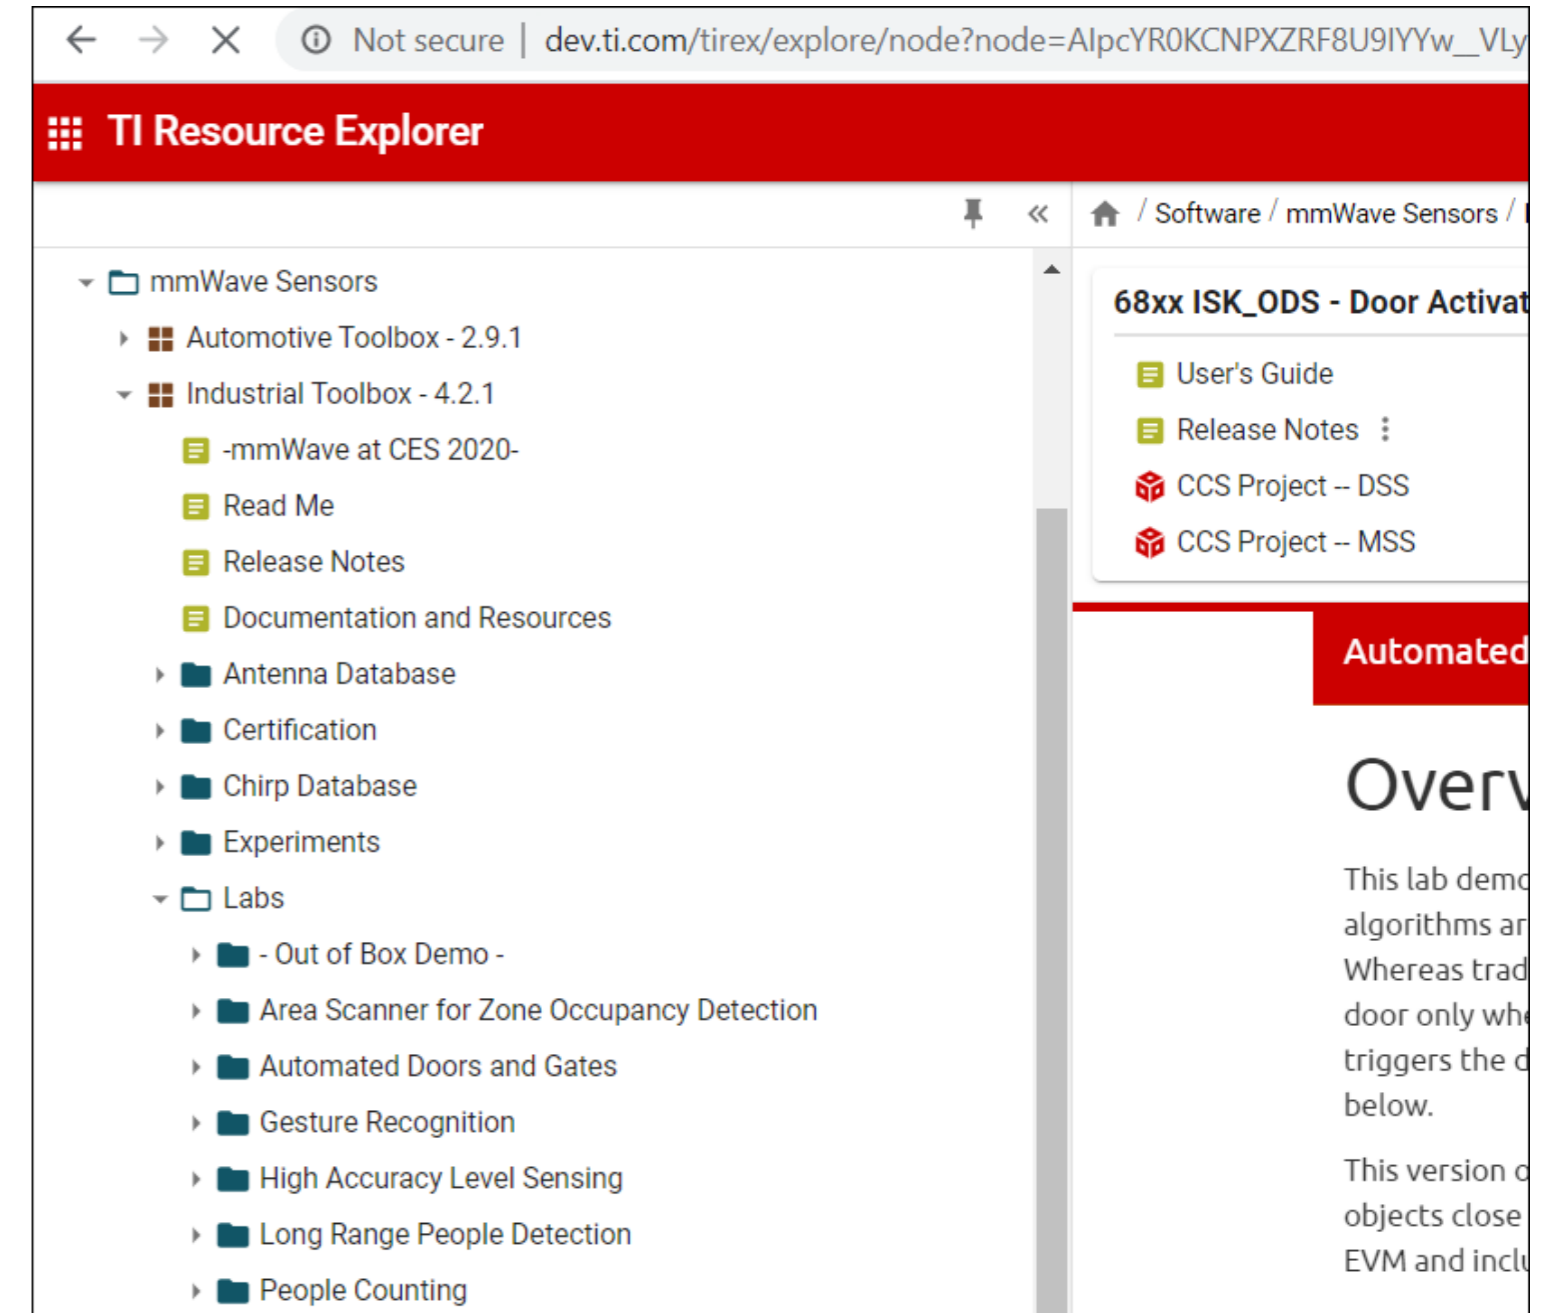 Not secure | dev.ti.com/tirex/explore/node?node=AIpcYR0KCNPXZRF8U9IYYw__VLy
TI Resource Explorer
/ Software / mmWave Sensors /
mmWave Sensors
Automotive Toolbox - 2.9.1
Industrial Toolbox - 4.2.1
-mmWave at CES 2020-
Read Me
Release Notes
Documentation and Resources
Antenna Database
Certification
Chirp Database
Experiments
Labs
- Out of Box Demo -
Area Scanner for Zone Occupancy Detection
Automated Doors and Gates
Gesture Recognition
High Accuracy Level Sensing
Long Range People Detection
People Counting
68xx ISK_ODS - Door Activat
User's Guide
Release Notes
CCS Project -- DSS
CCS Project -- MSS
Automated
Overv
This lab demo
algorithms ar
Whereas trad
door only whe
triggers the d
below.
This version o
objects close
EVM and inclu